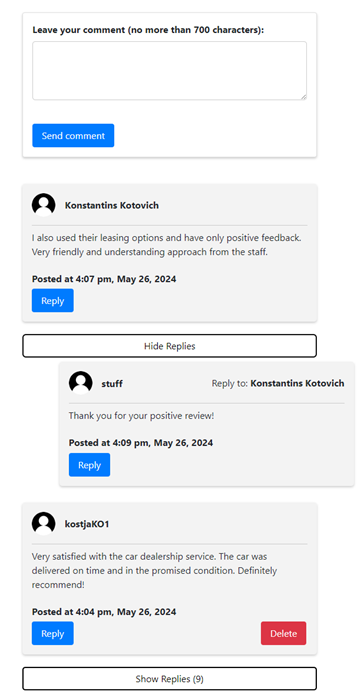 Leave your comment (no more than 700 characters):
Send comment
Konstantins Kotovich
I also used their leasing options and have only positive feedback.
Very friendly and understanding approach from the staff.
Posted at 4:07 pm, May 26, 2024
Reply
Hide Replies
stuff Reply to: Konstantins Kotovich
Thank you for your positive review!
Posted at 4:09 pm, May 26, 2024
Reply
kostjaKO1
Very satisfied with the car dealership service. The car was
delivered on time and in the promised condition. Definitely
recommend!
Posted at 4:04 pm, May 26, 2024
Reply Delete
Show Replies (9)